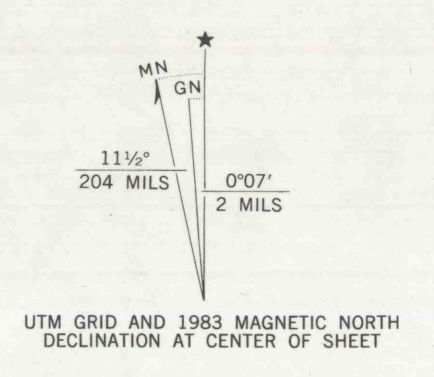 MN
GN
11½°
204 MILS
0°07′
2 MILS
UTM GRID AND 1983 MAGNETIC NORTH
DECLINATION AT CENTER OF SHEET